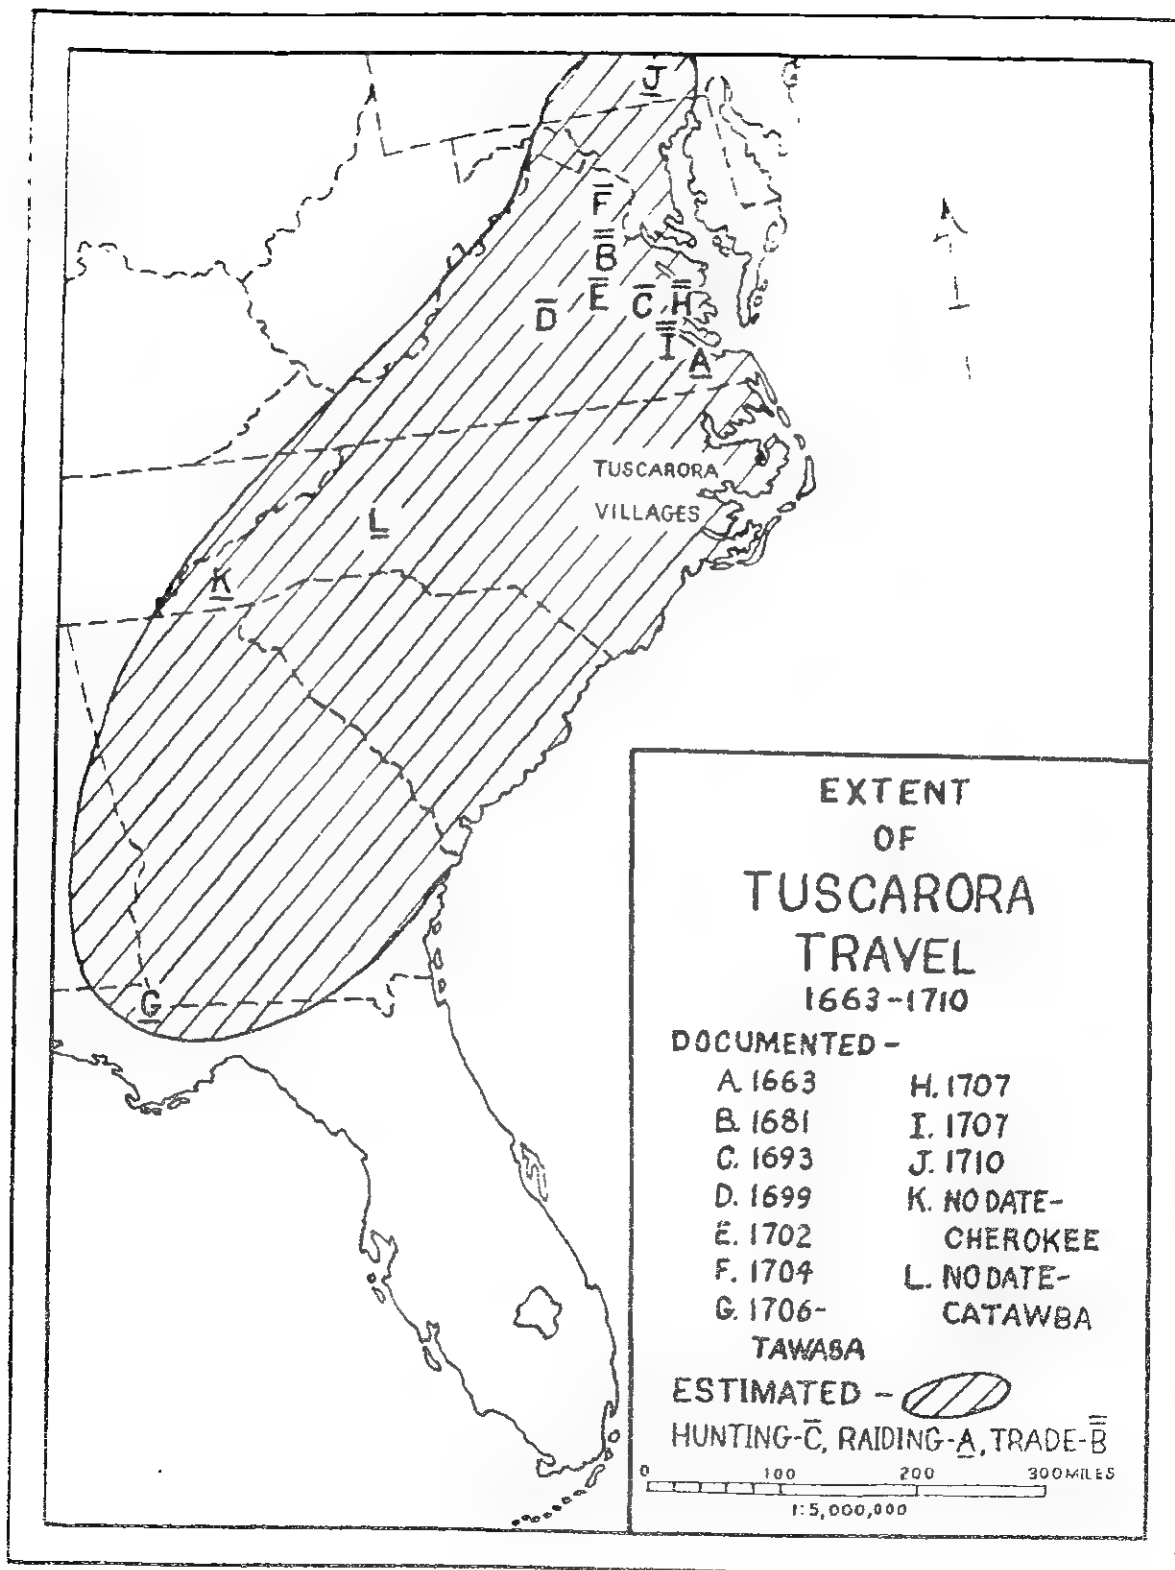 J
F
B
E
C
H
D
I
A
TUSCARORA
VILLAGES
L
K
G
EXTENT
OF
TUSCARORA
TRAVEL
1663-1710
DOCUMENTED -
A. 1663
B. 1681
C. 1693
D. 1699
E. 1702
F. 1704
G. 1706-
TAWASA
H. 1707
I. 1707
J. 1710
K. NO DATE-
CHEROKEE
L. NO DATE-
CATAWBA
ESTIMATED -
HUNTING-C̅, RAIDING-A̲, TRADE-B̿
0 100 200 300 MILES
1:5,000,000